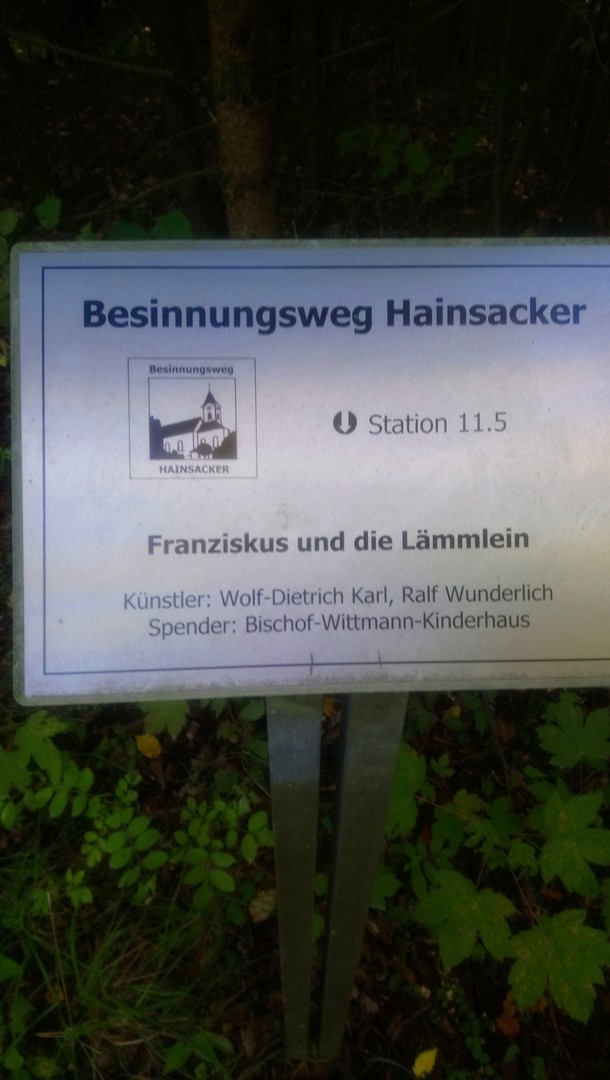 Besinnungsweg Hainsacker
Besinnungsweg
HAINSACKER
Station 11.5
Franziskus und die Lämmlein
Künstler: Wolf-Dietrich Karl, Ralf Wunderlich
Spender: Bischof-Wittmann-Kinderhaus